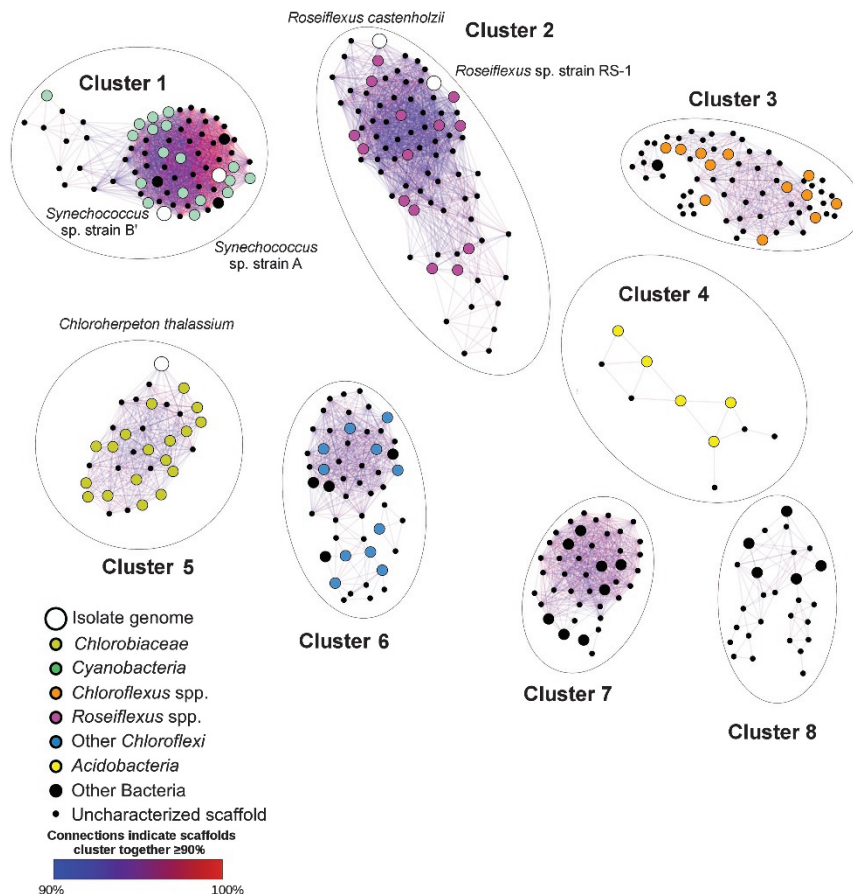 Roseiflexus castenholzii
Cluster 2
Cluster 1
Roseiflexus sp. strain RS-1
Cluster 3
Synechococcus
sp. strain B'
Synechococcus
sp. strain A
Cluster 4
Chloroherpeton thalassium
Cluster 5
Cluster 6
Cluster 7
Cluster 8
Isolate genome
Chlorobiaceae
Cyanobacteria
Chloroflexus spp.
Roseiflexus spp.
Other Chloroflexi
Acidobacteria
Other Bacteria
Uncharacterized scaffold
Connections indicate scaffolds
cluster together ≥90%
90% 100%